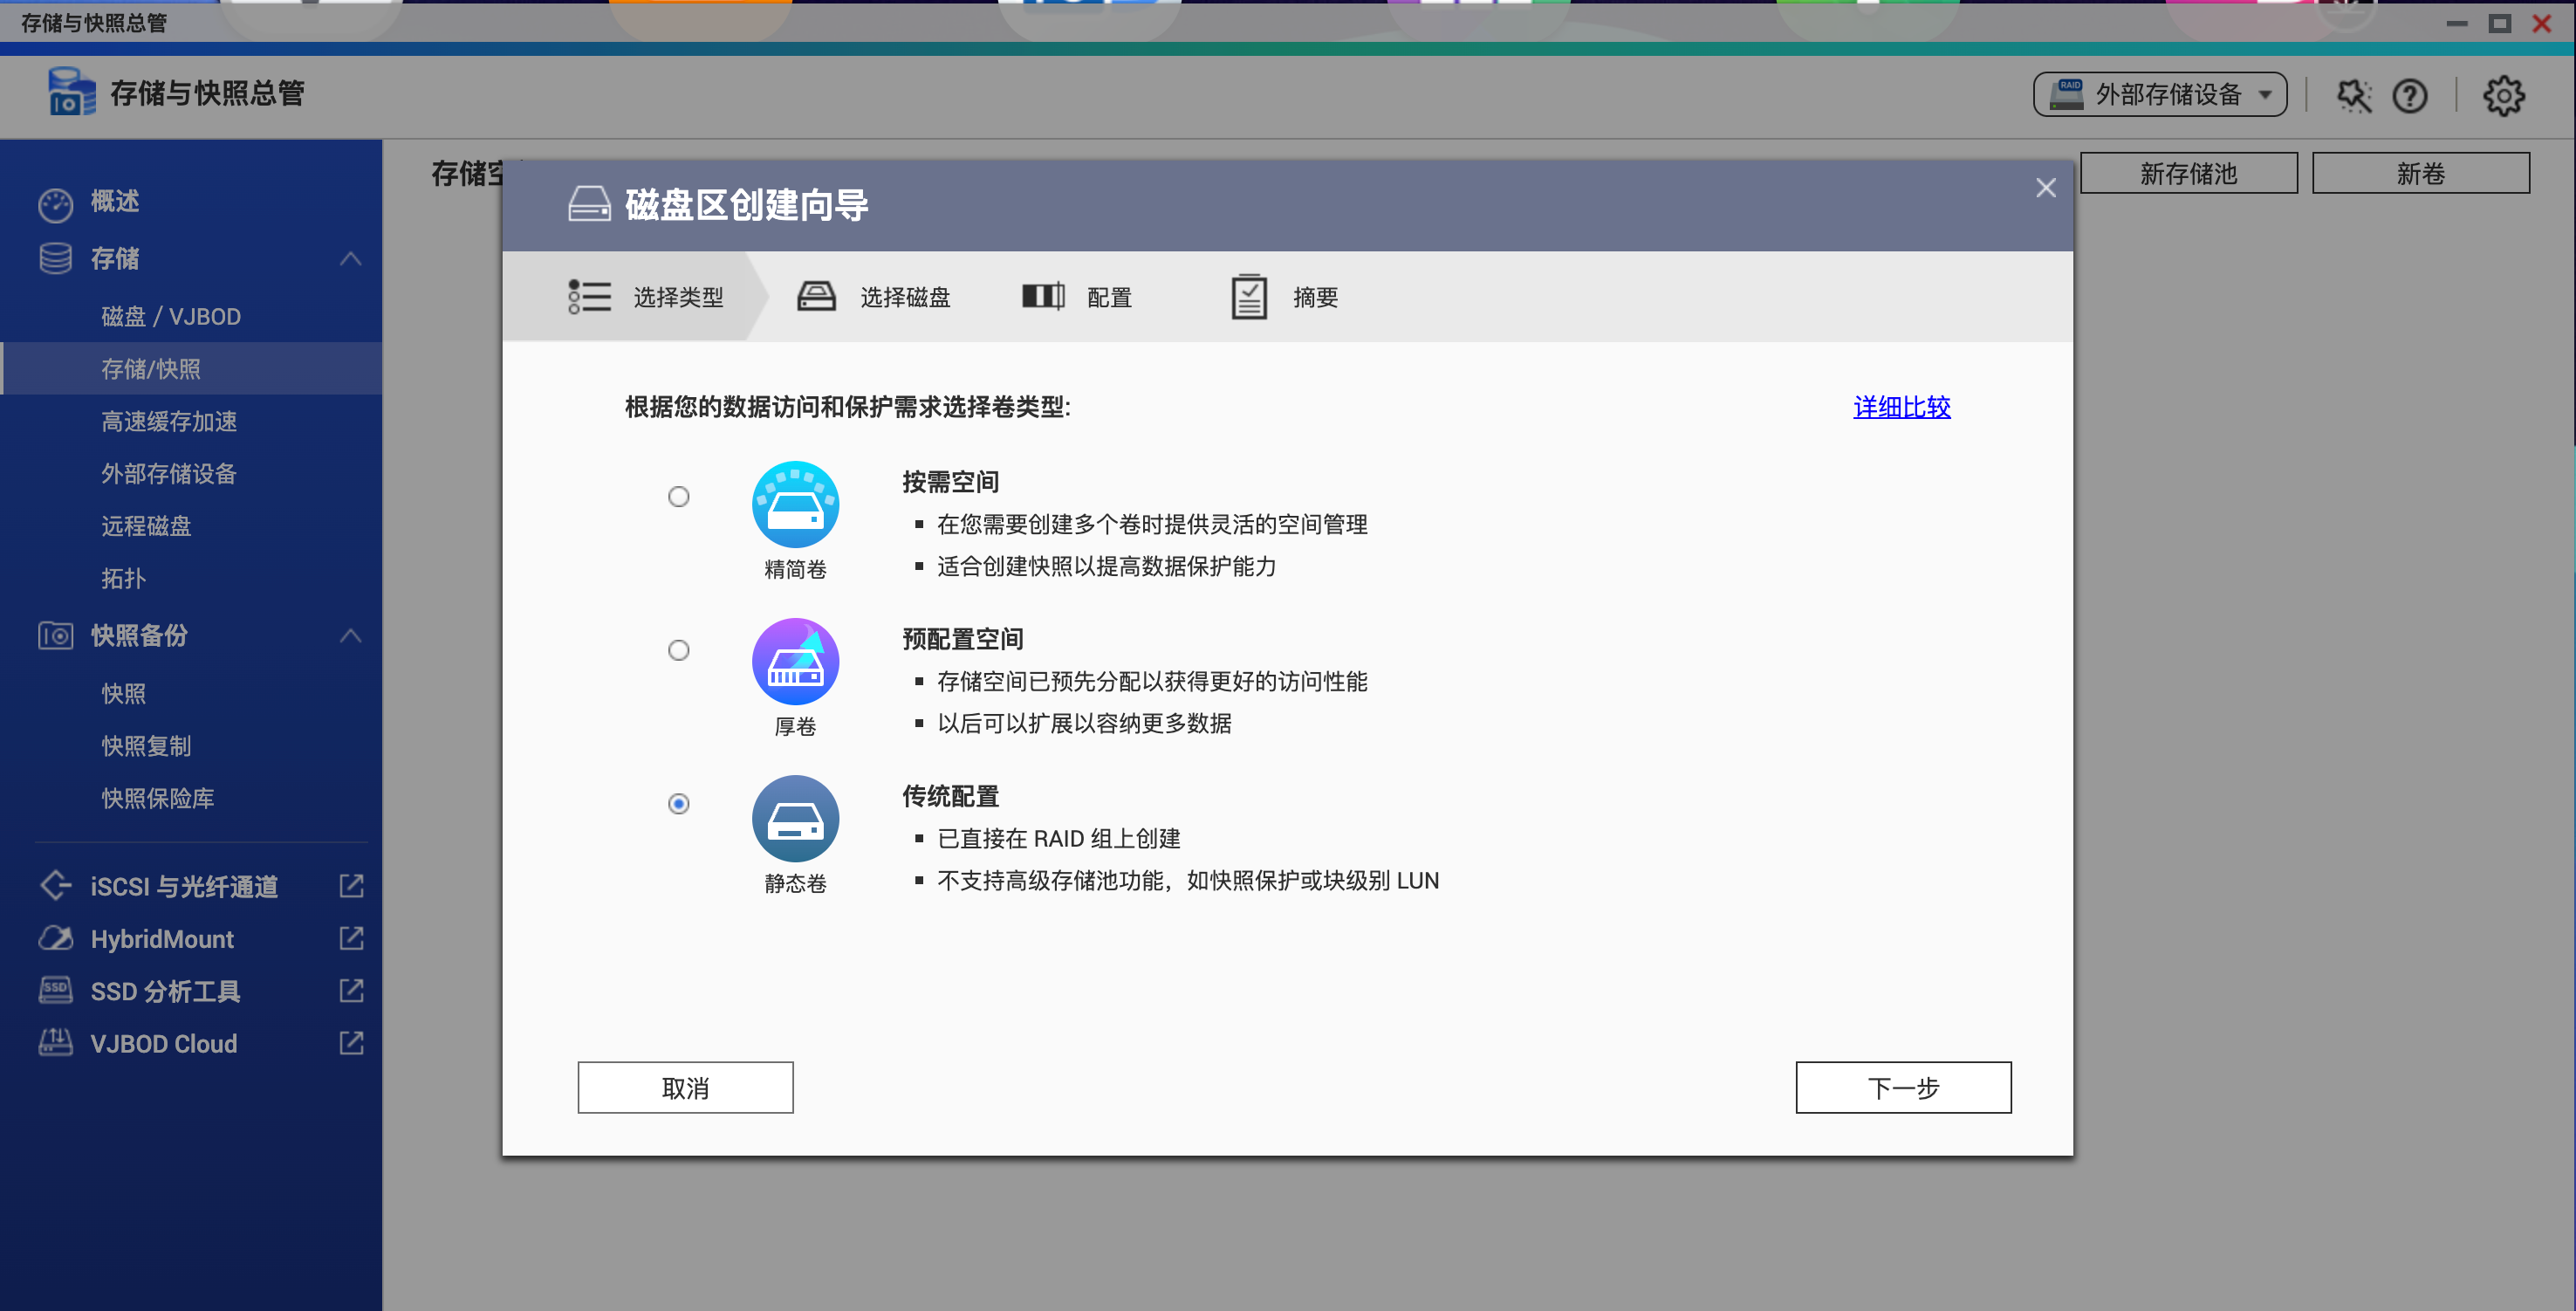 存储与快照总管
存储与快照总管
RAID
外部存储设备
概述
存储
磁盘 / VJBOD
存储/快照
高速缓存加速
外部存储设备
远程磁盘
拓扑
快照备份
快照
快照复制
快照保险库
iSCSI 与光纤通道
HybridMount
SSD
SSD 分析工具
VJBOD Cloud
存储空
新存储池
新卷
磁盘区创建向导
选择类型
选择磁盘
配置
摘要
根据您的数据访问和保护需求选择卷类型:
详细比较
精简卷
按需空间
在您需要创建多个卷时提供灵活的空间管理
适合创建快照以提高数据保护能力
厚卷
预配置空间
存储空间已预先分配以获得更好的访问性能
以后可以扩展以容纳更多数据
静态卷
传统配置
已直接在 RAID 组上创建
不支持高级存储池功能，如快照保护或块级别 LUN
取消
下一步